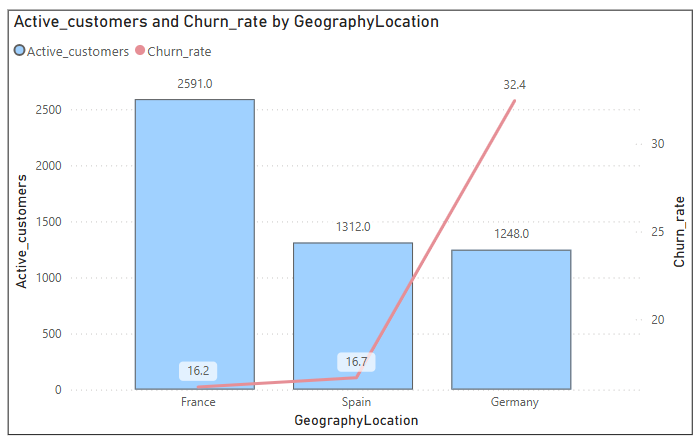 Active_customers and Churn_rate by GeographyLocation
Active_customers Churn_rate
2591.0
32.4
2500
30
2000
1500
1312.0
1248.0
25
1000
20
500
16.2
16.7
0
Active_customers
Churn_rate
France Spain Germany
GeographyLocation